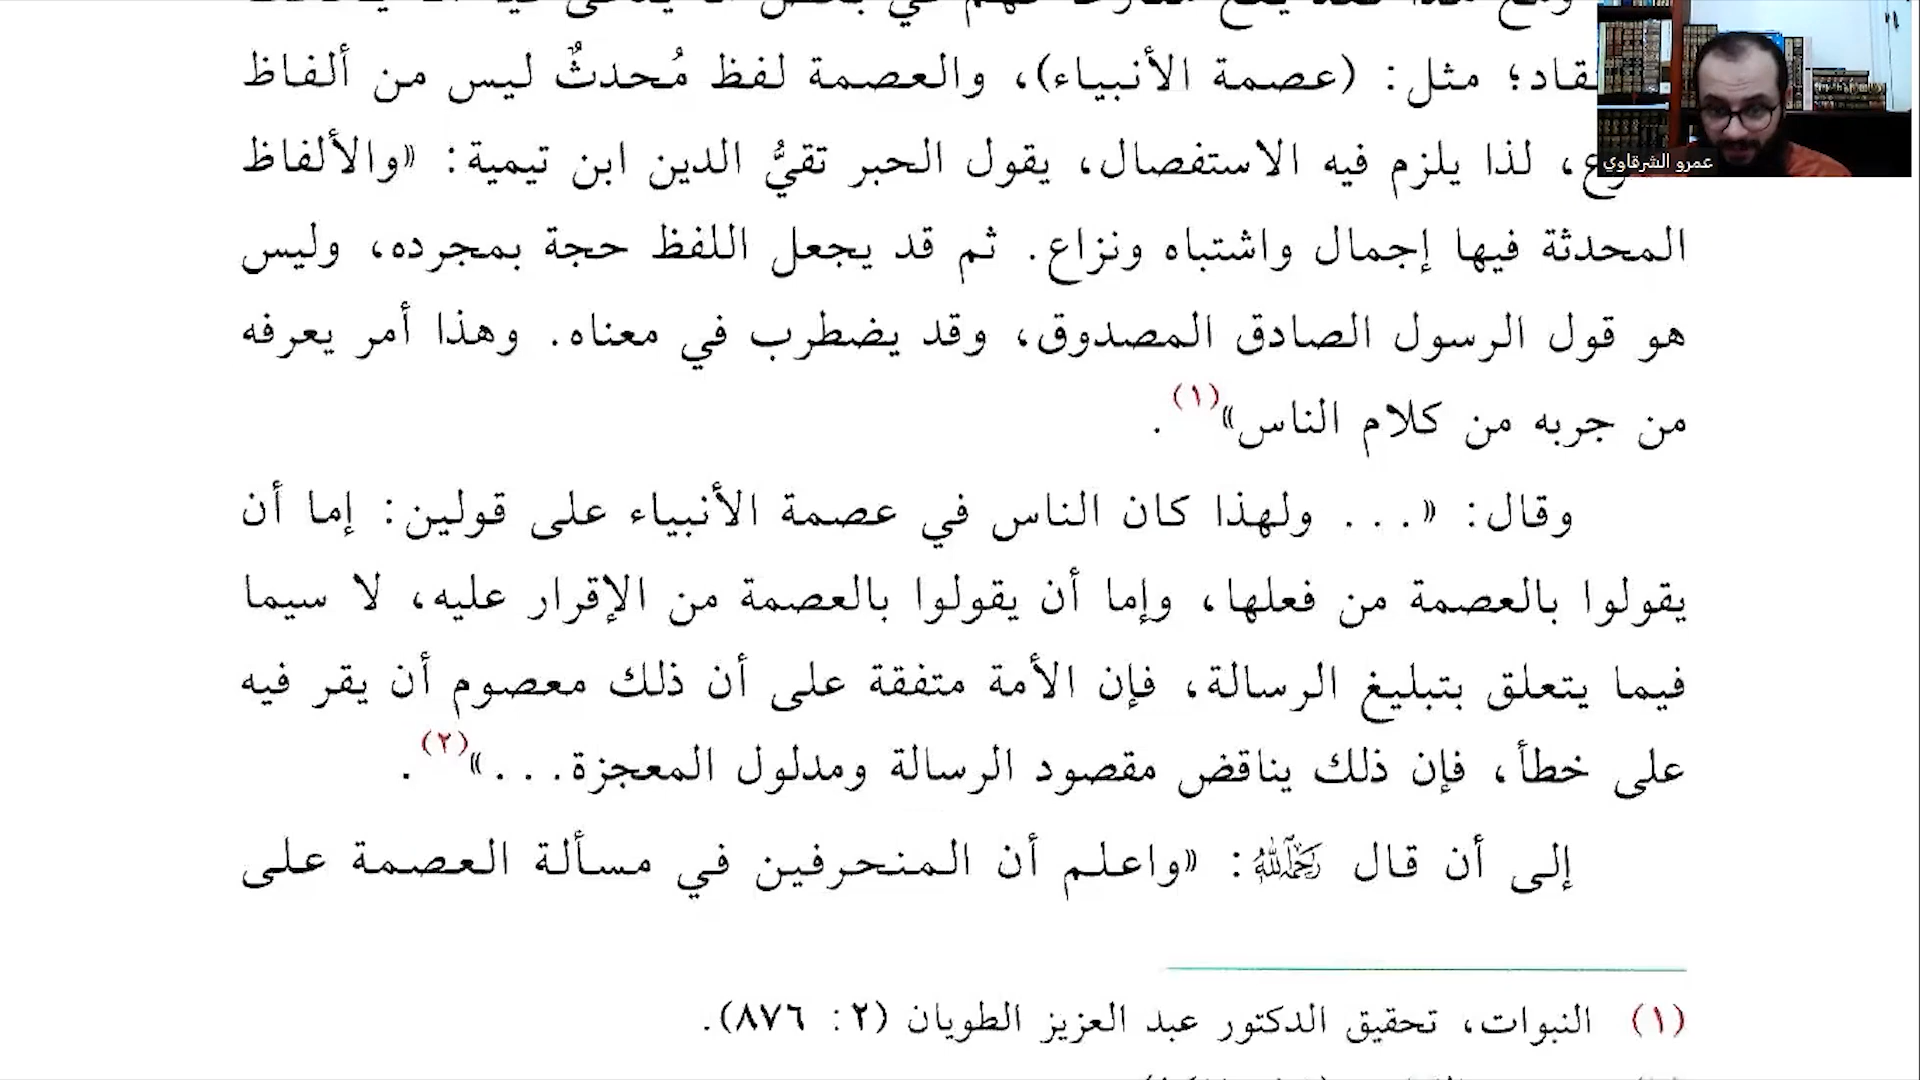 قاد؛ مثل: (عصمة الأنبياء)، والعصمة لفظ مُحدثٌ ليس من ألفاظ
لذا يلزم فيه الاستفصال، يقول الحبر تقيُّ الدين ابن تيمية: «والألفاظ
المحدثة فيها إجمال واشتباه ونزاع. ثم قد يجعل اللفظ حجة بمجرده، وليس
هو قول الرسول الصادق المصدوق، وقد يضطرب في معناه. وهذا أمر يعرفه
من جربه من كلام الناس»(١).
وقال: «... ولهذا كان الناس في عصمة الأنبياء على قولين: إما أن
يقولوا بالعصمة من فعلها، وإما أن يقولوا بالعصمة من الإقرار عليه، لا سيما
فيما يتعلق بتبليغ الرسالة، فإن الأمة متفقة على أن ذلك معصوم أن يقر فيه
على خطأ، فإن ذلك يناقض مقصود الرسالة ومدلول المعجزة...»(٢).
إلى أن قال رحمه الله: «واعلم أن المنحرفين في مسألة العصمة على
(١) النبوات، تحقيق الدكتور عبد العزيز الطويان (٢: ٨٧٦).
عمرو الشرقاوي